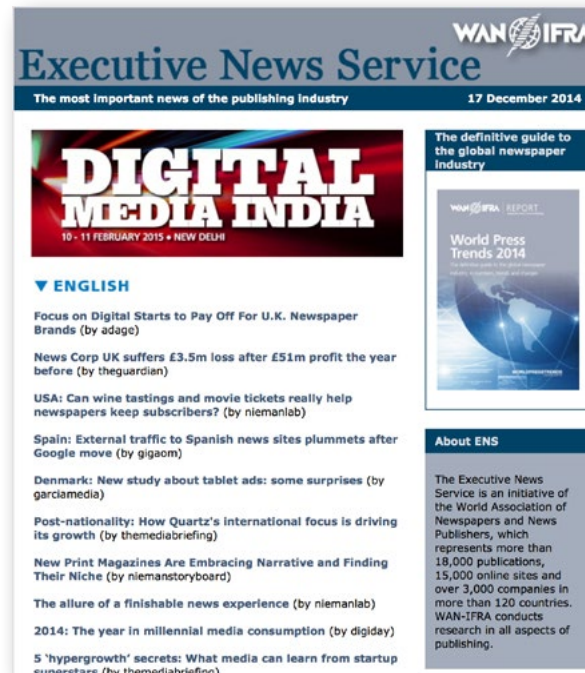 WAN IFRA
Executive News Service
The most important news of the publishing industry
17 December 2014
DIGITAL
MEDIA INDIA
10 - 11 FEBRUARY 2015 • NEW DELHI
▼ ENGLISH
Focus on Digital Starts to Pay Off For U.K. Newspaper
Brands (by adage)
News Corp UK suffers £3.5m loss after £51m profit the year
before (by theguardian)
USA: Can wine tastings and movie tickets really help
newspapers keep subscribers? (by niemanlab)
Spain: External traffic to Spanish news sites plummets after
Google move (by gigaom)
Denmark: New study about tablet ads: some surprises (by
garciamedia)
Post-nationality: How Quartz's international focus is driving
its growth (by themediabriefing)
New Print Magazines Are Embracing Narrative and Finding
Their Niche (by niemanstoryboard)
The allure of a finishable news experience (by niemanlab)
2014: The year in millennial media consumption (by digiday)
5 'hypergrowth' secrets: What media can learn from startup
superstars (by themediabriefing)
The definitive guide to
the global newspaper
industry
WAN IFRA REPORT
World Press
Trends 2014
About ENS
The Executive News
Service is an initiative of
the World Association of
Newspapers and News
Publishers, which
represents more than
18,000 publications,
15,000 online sites and
over 3,000 companies in
more than 120 countries.
WAN-IFRA conducts
research in all aspects of
publishing.